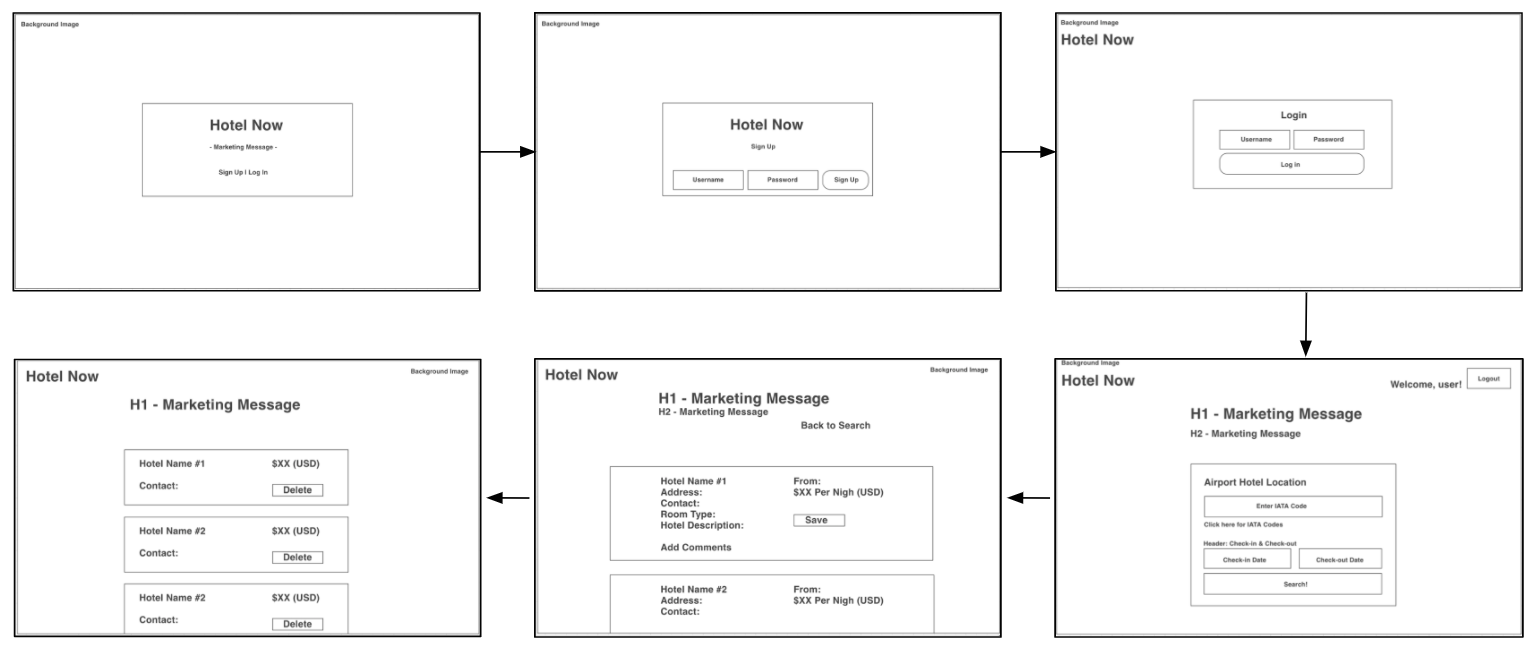 Background Image
Hotel Now
- Marketing Message -
Sign Up | Log In
Background Image
Hotel Now
Sign Up
Username
Password
Sign Up
Background Image
Hotel Now
Login
Username
Password
Log in
Background Image
Hotel Now
Welcome, user!
Logout
H1 - Marketing Message
H2 - Marketing Message
Airport Hotel Location
Enter IATA Code
Click here for IATA Codes
Header: Check-in & Check-out
Check-in Date
Check-out Date
Search!
Hotel Now
Background Image
H1 - Marketing Message
H2 - Marketing Message
Back to Search
Hotel Name #1
From:
Address:
$XX Per Nigh (USD)
Contact:
Room Type:
Save
Hotel Description:
Add Comments
Hotel Name #2
From:
Address:
$XX Per Nigh (USD)
Contact:
Hotel Now
Background Image
H1 - Marketing Message
Hotel Name #1
$XX (USD)
Contact:
Delete
Hotel Name #2
$XX (USD)
Contact:
Delete
Hotel Name #2
$XX (USD)
Contact:
Delete